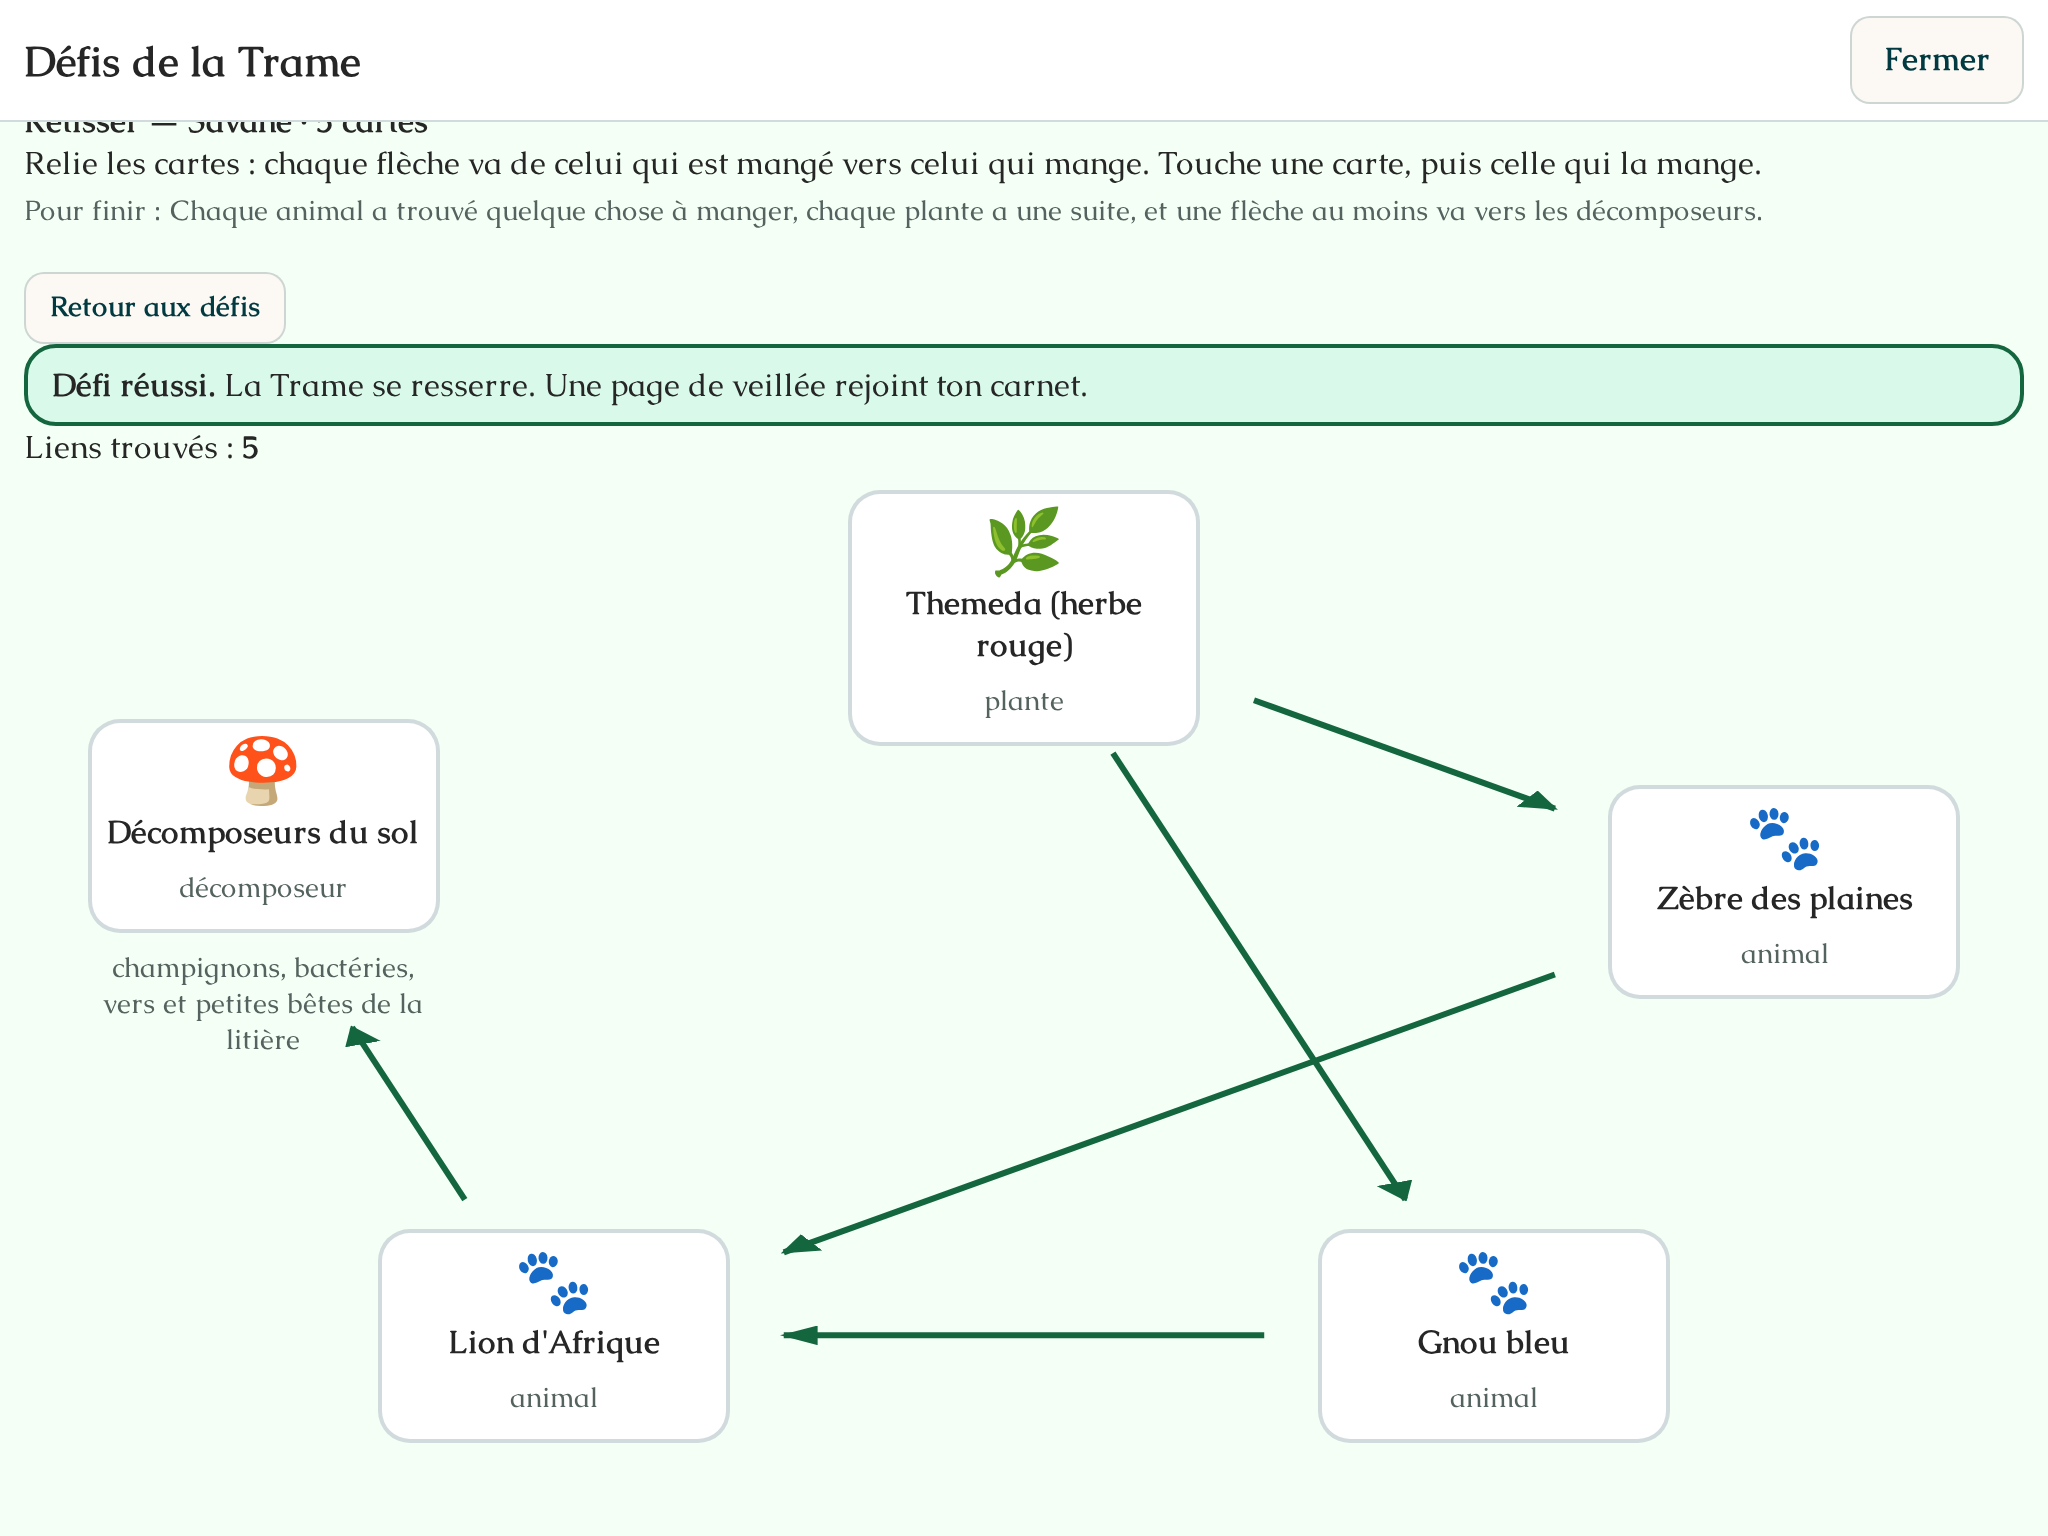 Défis de la Trame
Fermer
Retisser — Savane · 5 cartes
Relie les cartes : chaque flèche va de celui qui est mangé vers celui qui mange. Touche une carte, puis celle qui la mange.
Pour finir : Chaque animal a trouvé quelque chose à manger, chaque plante a une suite, et une flèche au moins va vers les décomposeurs.
Retour aux défis
Défi réussi. La Trame se resserre. Une page de veillée rejoint ton carnet.
Liens trouvés : 5
Themeda (herbe
rouge)
plante
Décomposeurs du sol
décomposeur
champignons, bactéries,
vers et petites bêtes de la
litière
Zèbre des plaines
animal
Lion d'Afrique
animal
Gnou bleu
animal